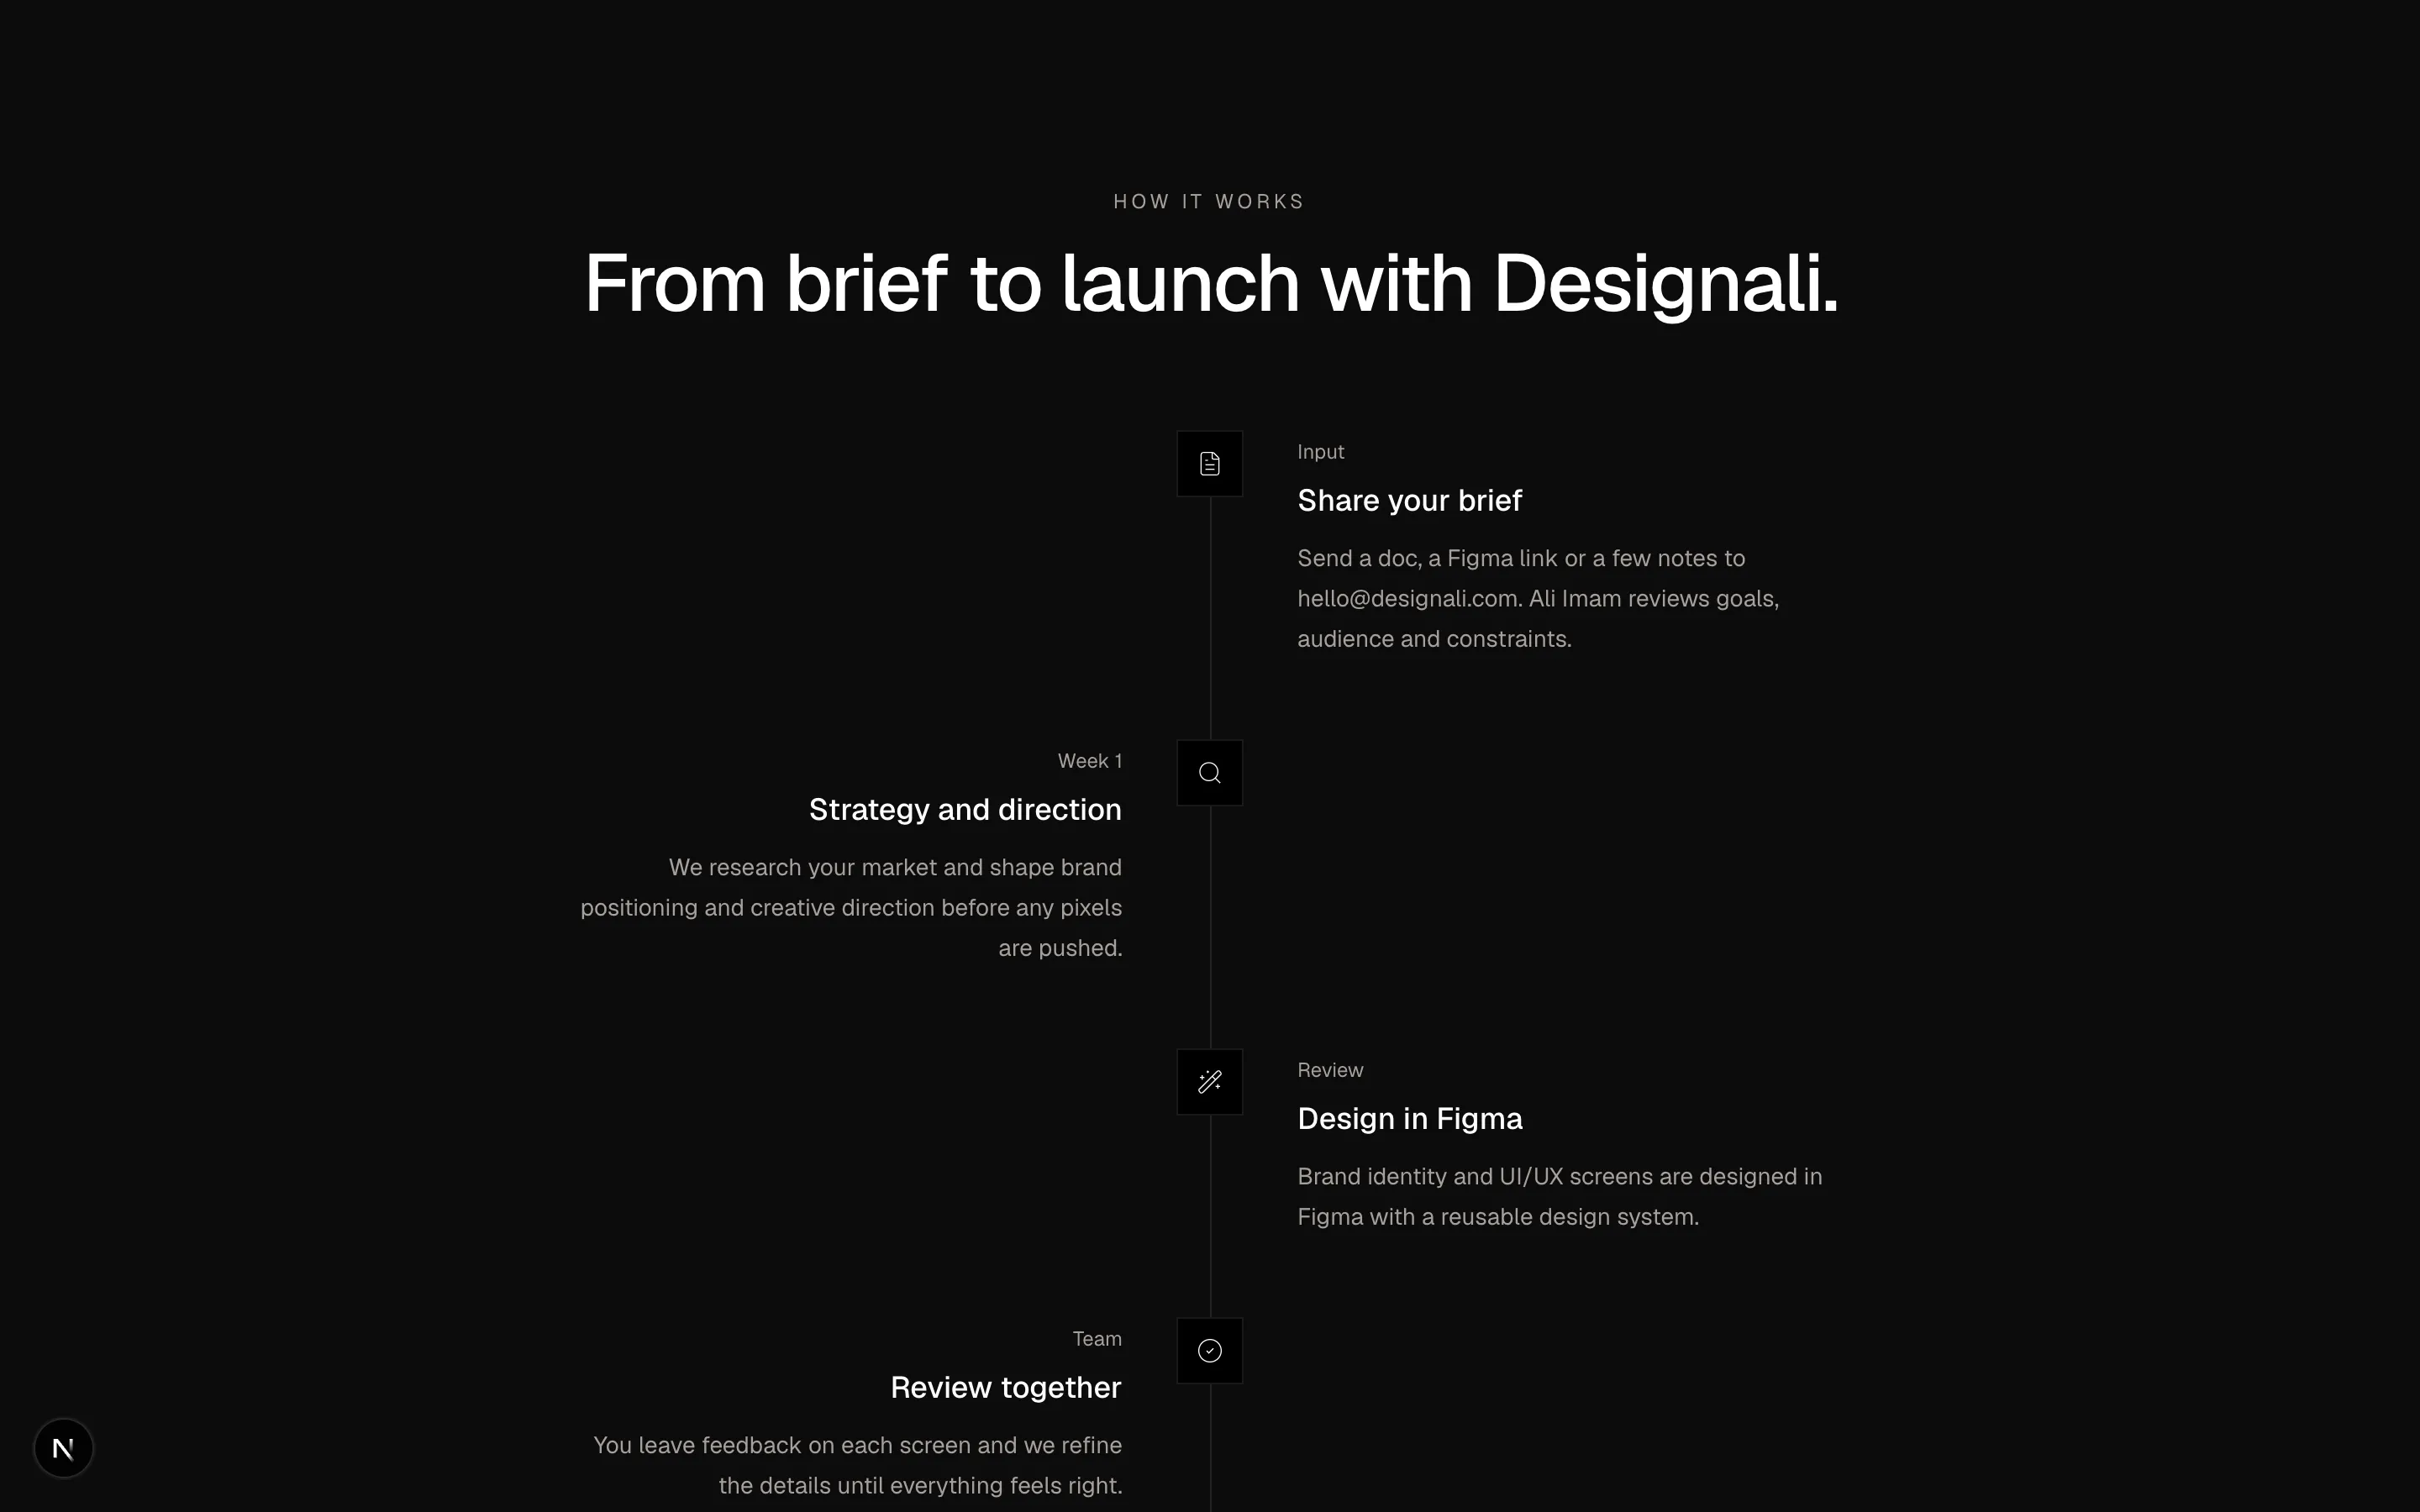 HOW IT WORKS
From brief to launch with Designali.
Input
Share your brief
Send a doc, a Figma link or a few notes to
hello@designali.com. Ali Imam reviews goals,
audience and constraints.
Week 1
Strategy and direction
We research your market and shape brand
positioning and creative direction before any pixels
are pushed.
Review
Design in Figma
Brand identity and UI/UX screens are designed in
Figma with a reusable design system.
Team
Review together
You leave feedback on each screen and we refine
the details until everything feels right.
N